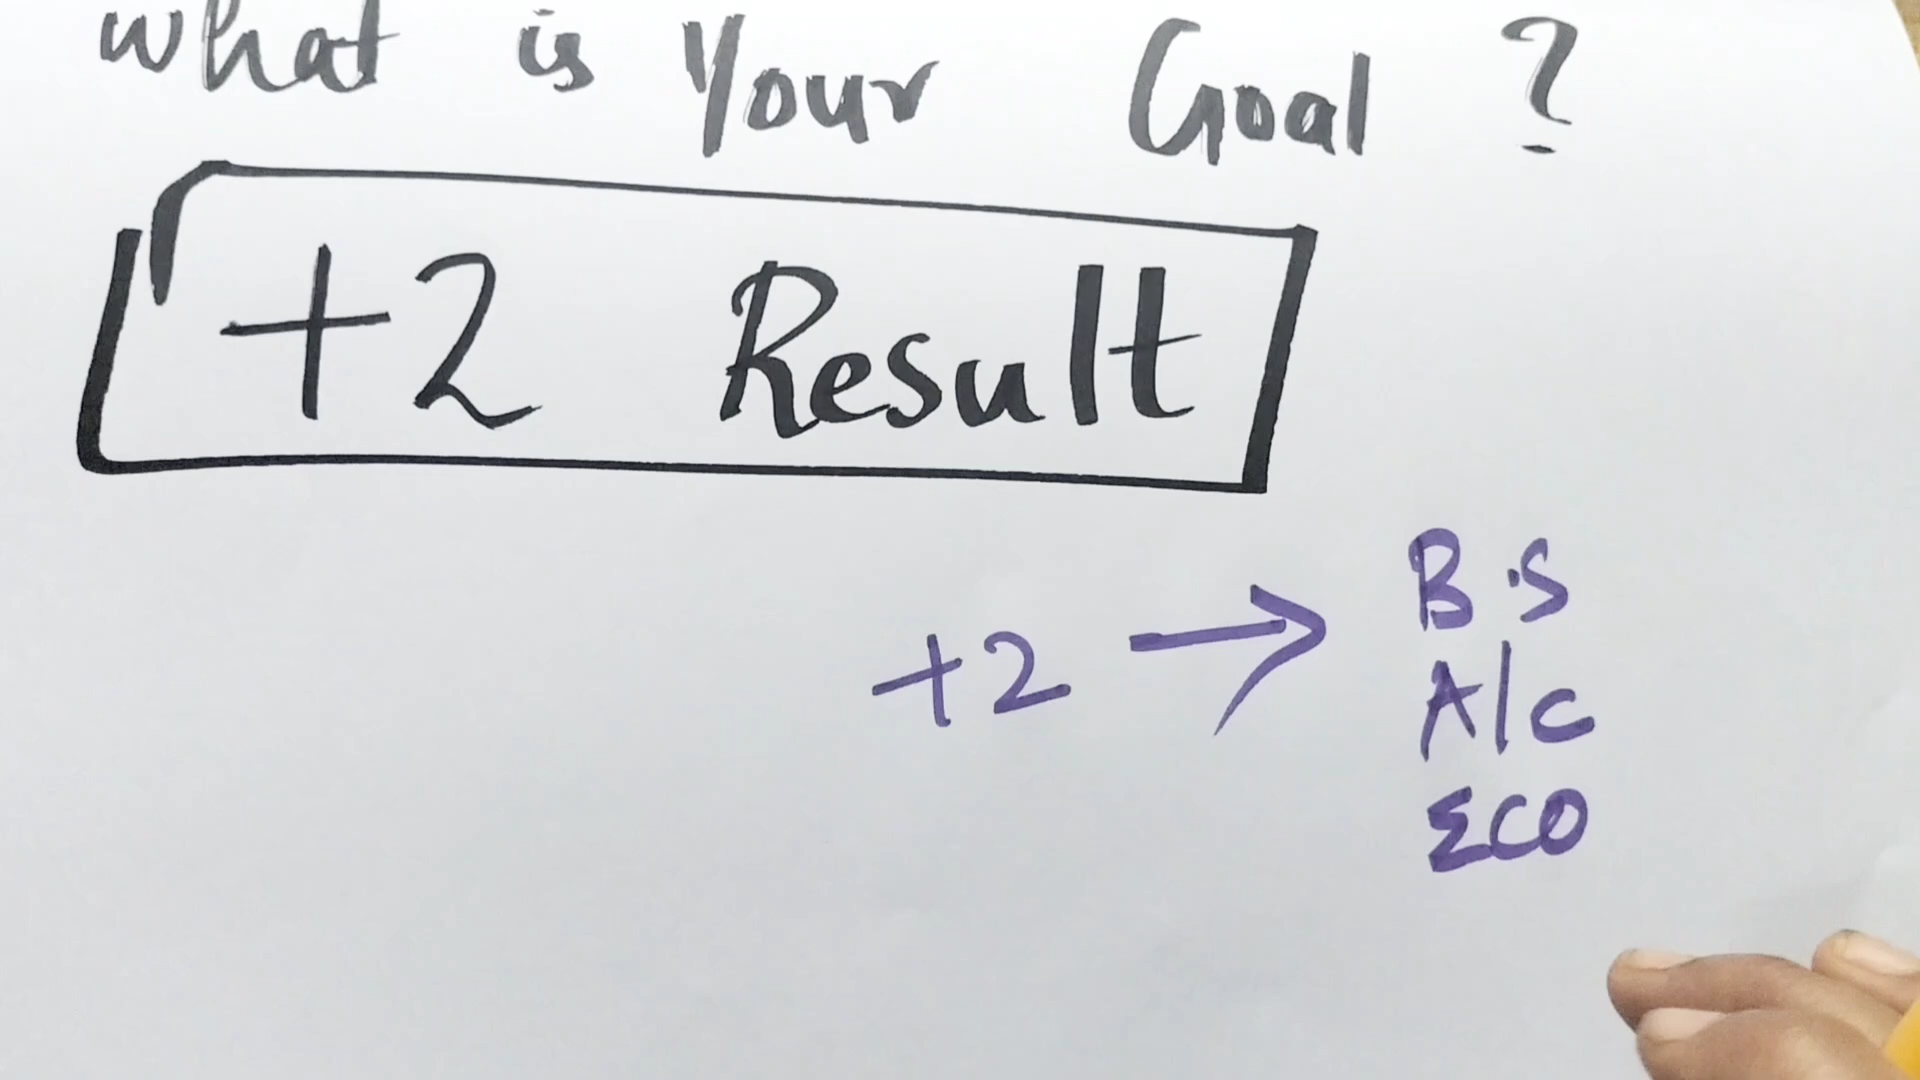 What is Your Goal ?
+2 Result
+2 → B.S
A/C
ECO